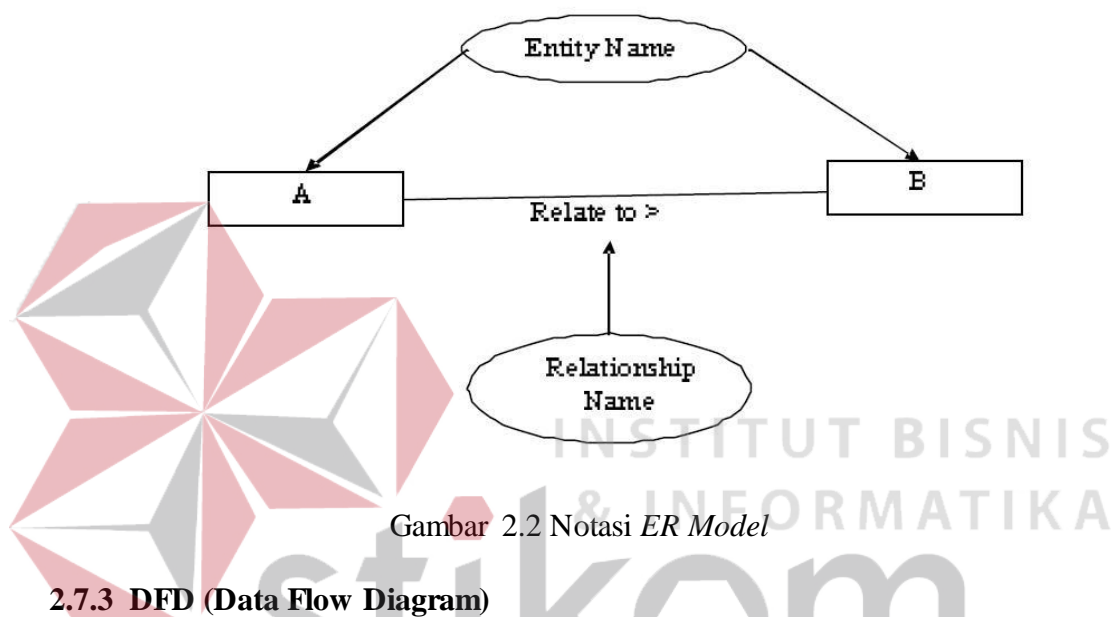 Entity Name
A
B
Relate to >
Relationship
Name
INSTITUT BISNIS
& INFORMATIKA
Gambar 2.2 Notasi ER Model
stikom
2.7.3 DFD (Data Flow Diagram)